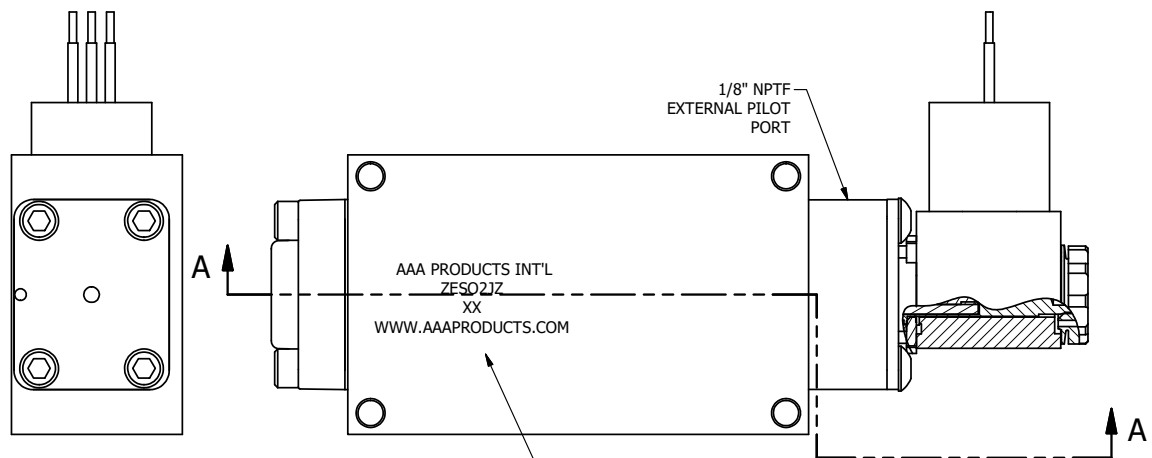 1/8" NPTF
EXTERNAL PILOT
PORT
A
AAA PRODUCTS INT'L
ZESO2JZ
XX
WWW.AAAPRODUCTS.COM
A